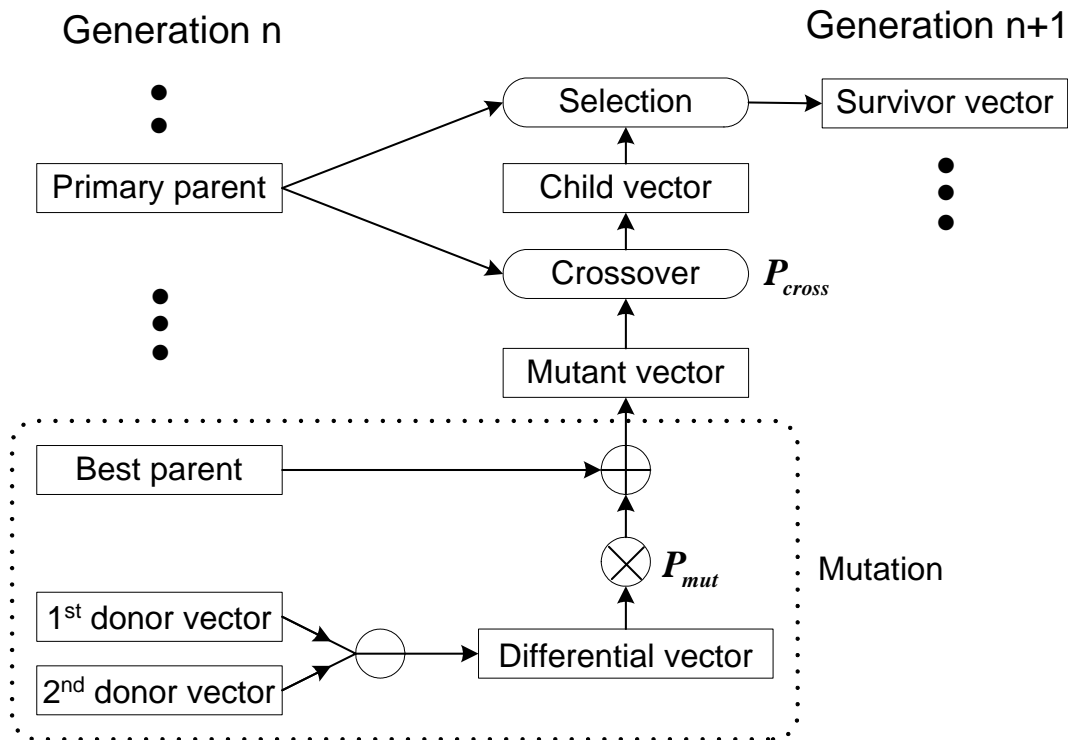 Generation n
Generation n+1
Selection
Survivor vector
Primary parent
Child vector
Crossover
P_cross
Mutant vector
Best parent
P_mut
Mutation
1st donor vector
Differential vector
2nd donor vector